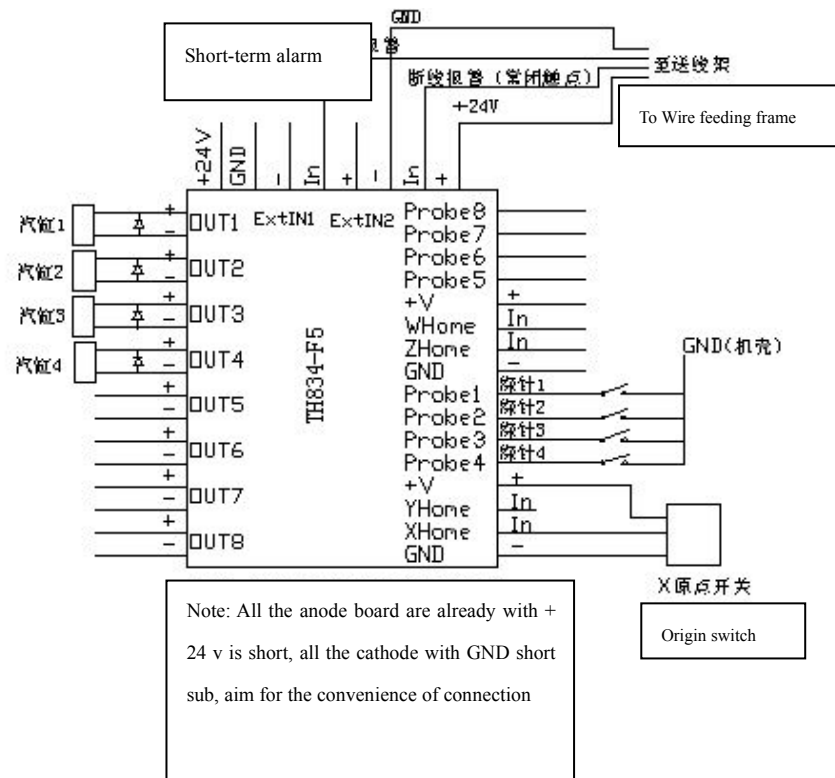 GND
Short-term alarm
报警
至送线架
断线报警（常闭触点）
+24V
To Wire feeding frame
+24V
GND
-
In
+
-
In
+
汽缸1
+
-
OUT1
ExtIN1
ExtIN2
汽缸2
+
-
OUT2
汽缸3
+
-
OUT3
汽缸4
+
-
OUT4
+
-
OUT5
+
-
OUT6
+
-
OUT7
+
-
OUT8
TH834-F5
Probe8
Probe7
Probe6
Probe5
+V
+
WHome
In
ZHome
In
GND
-
Probe1
探针1
Probe2
探针2
Probe3
探针3
Probe4
探针4
+V
+
YHome
In
XHome
In
GND
-
GND(机壳)
X原点开关
Origin switch
Note: All the anode board are already with +
24 v is short, all the cathode with GND short
sub, aim for the convenience of connection